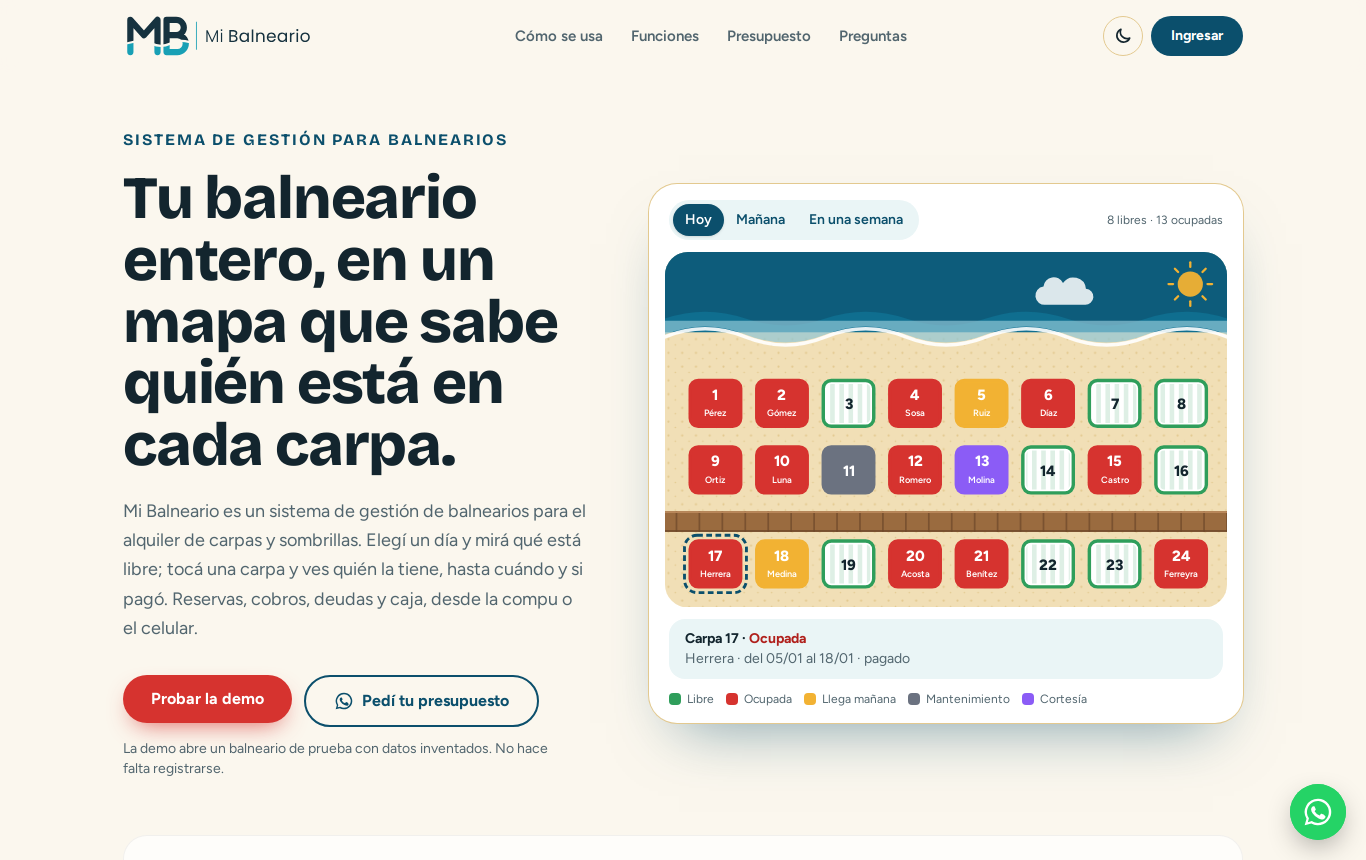 MB Mi Balneario
Cómo se usa
Funciones
Presupuesto
Preguntas
Ingresar
SISTEMA DE GESTIÓN PARA BALNEARIOS
Tu balneario
entero, en un
mapa que sabe
quién está en
cada carpa.
Mi Balneario es un sistema de gestión de balnearios para el
alquiler de carpas y sombrillas. Elegí un día y mirá qué está
libre; tocá una carpa y ves quién la tiene, hasta cuándo y si
pagó. Reservas, cobros, deudas y caja, desde la compu o
el celular.
Probar la demo
Pedí tu presupuesto
La demo abre un balneario de prueba con datos inventados. No hace
falta registrarse.
Hoy
Mañana
En una semana
8 libres · 13 ocupadas
1
Pérez
2
Gómez
3
4
Sosa
5
Ruiz
6
Díaz
7
8
9
Ortiz
10
Luna
11
12
Romero
13
Molina
14
15
Castro
16
17
Herrera
18
Medina
19
20
Acosta
21
Benítez
22
23
24
Ferreyra
Carpa 17 · Ocupada
Herrera · del 05/01 al 18/01 · pagado
Libre
Ocupada
Llega mañana
Mantenimiento
Cortesía